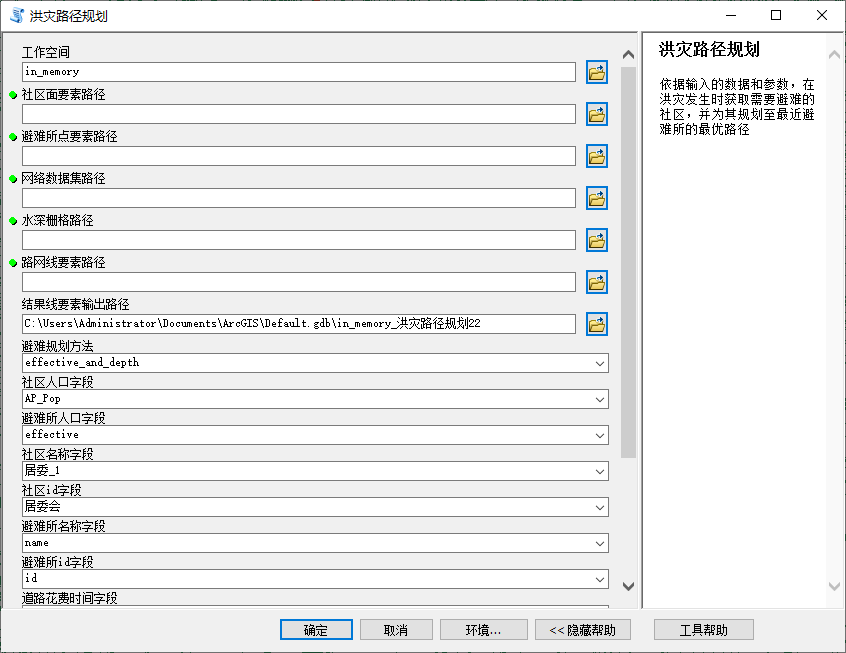 洪灾路径规划
工作空间
in_memory
社区面要素路径
避难所点要素路径
网络数据集路径
水深栅格路径
路网线要素路径
结果线要素输出路径
C:\Users\Administrator\Documents\ArcGIS\Default.gdb\in_memory_洪灾路径规划22
避难规划方法
effective_and_depth
社区人口字段
AP_Pop
避难所人口字段
effective
社区名称字段
居委_1
社区id字段
居委会
避难所名称字段
name
避难所id字段
id
道路花费时间字段
洪灾路径规划
依据输入的数据和参数，在
洪灾发生时获取需要避难的
社区，并为其规划至最近避
难所的最优路径
确定
取消
环境...
<< 隐藏帮助
工具帮助